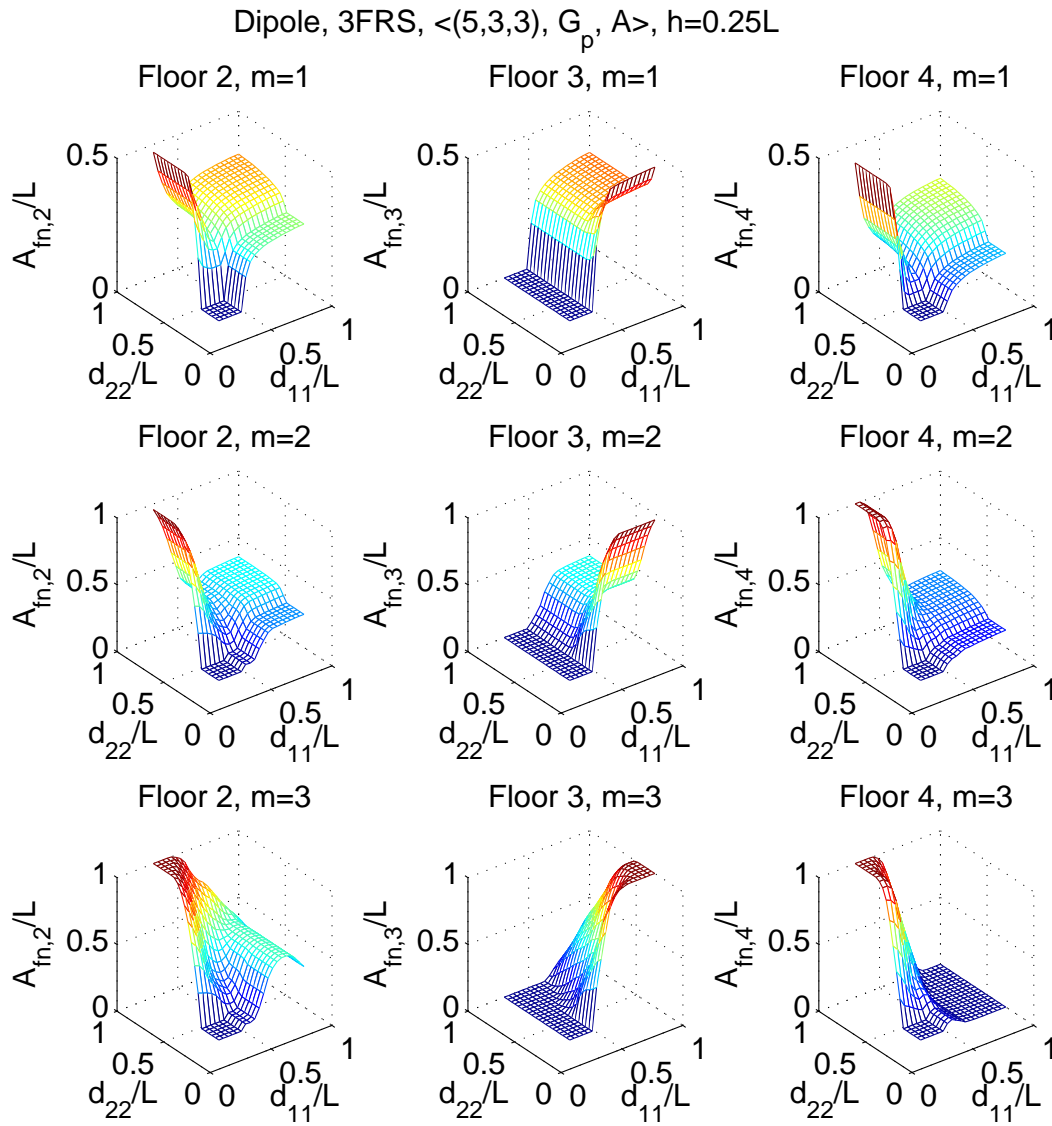 Dipole, 3FRS, <(5,3,3), G_p, A>, h=0.25L
Floor 2, m=1
0.5
0
A_fn,2/L
1
0.5
0
d_22/L
0
0.5
1
d_11/L
Floor 3, m=1
0.5
0
A_fn,3/L
1
0.5
0
d_22/L
0
0.5
1
d_11/L
Floor 4, m=1
0.5
0
A_fn,4/L
1
0.5
0
d_22/L
0
0.5
1
d_11/L
Floor 2, m=2
1
0.5
0
A_fn,2/L
1
0.5
0
d_22/L
0
0.5
1
d_11/L
Floor 3, m=2
1
0.5
0
A_fn,3/L
1
0.5
0
d_22/L
0
0.5
1
d_11/L
Floor 4, m=2
1
0.5
0
A_fn,4/L
1
0.5
0
d_22/L
0
0.5
1
d_11/L
Floor 2, m=3
1
0.5
0
A_fn,2/L
1
0.5
0
d_22/L
0
0.5
1
d_11/L
Floor 3, m=3
1
0.5
0
A_fn,3/L
1
0.5
0
d_22/L
0
0.5
1
d_11/L
Floor 4, m=3
1
0.5
0
A_fn,4/L
1
0.5
0
d_22/L
0
0.5
1
d_11/L